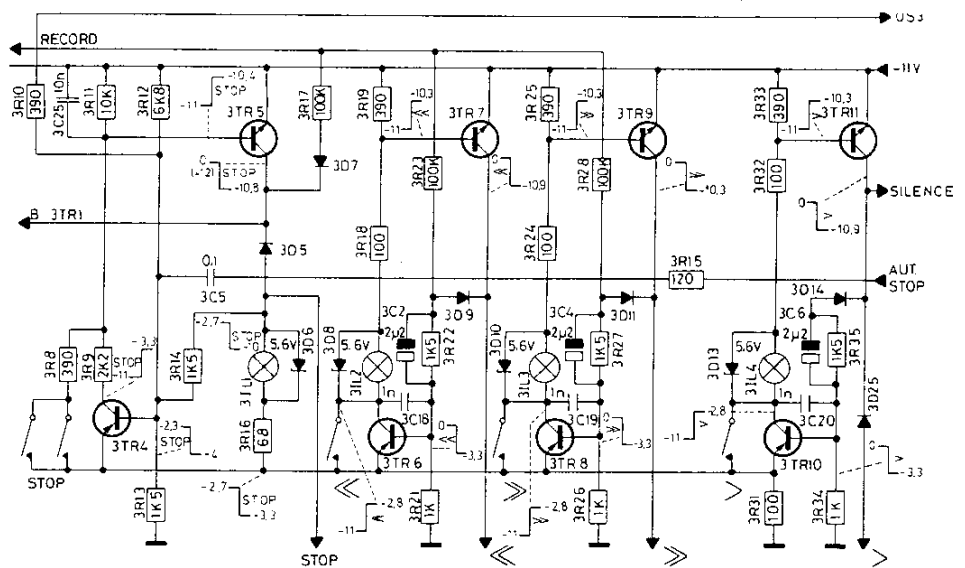 US3
RECORD
-11V
3R10 390
3C25 10n
3R11 10K
3R12 6K8
-10,4
STOP
-11
3TR5
3R17 100K
3D7
3R19 390
-10,3
-11
3TR7
3R23 100K
3R25 390
-10,3
-11
3TR9
3R28 100K
3R33 390
-10,3
-11
3TR11
3R32 100
0
STOP
(-12)
-10,8
0
-10,9
0
-10,3
SILENCE
0
-10,9
B 3TR1
3D5
3R18 100
3R24 100
0,1
3C5
3R15
120
AUT.
STOP
3D14
-2,7
STOP
0
3D6
3D8
3C2
2µ2
3D9
3R22 1K5
3D10
3C4
2µ2
3D11
3R27 1K5
3D13
3C6
2µ2
3R35 1K5
3R8 390
3R9 2K2
-3,3
STOP
-11
3R14 1K5
5.6V
3IL1
5.6V
3IL2
5.6V
3IL3
5.6V
3IL4
3D25
3TR4
-2,3
STOP
-4
3R16 68
1n
3C18
0
-3,3
3TR6
1n
3C19
0
-3,3
3TR8
-2,8
-11
1n
3C20
3TR10
0
-3,3
STOP
3R13 1K5
-2,7
STOP
-3,3
-2,8
-11
3R21 1K
-2,8
-11
3R26 1K
3R31 100
3R34 1K
STOP